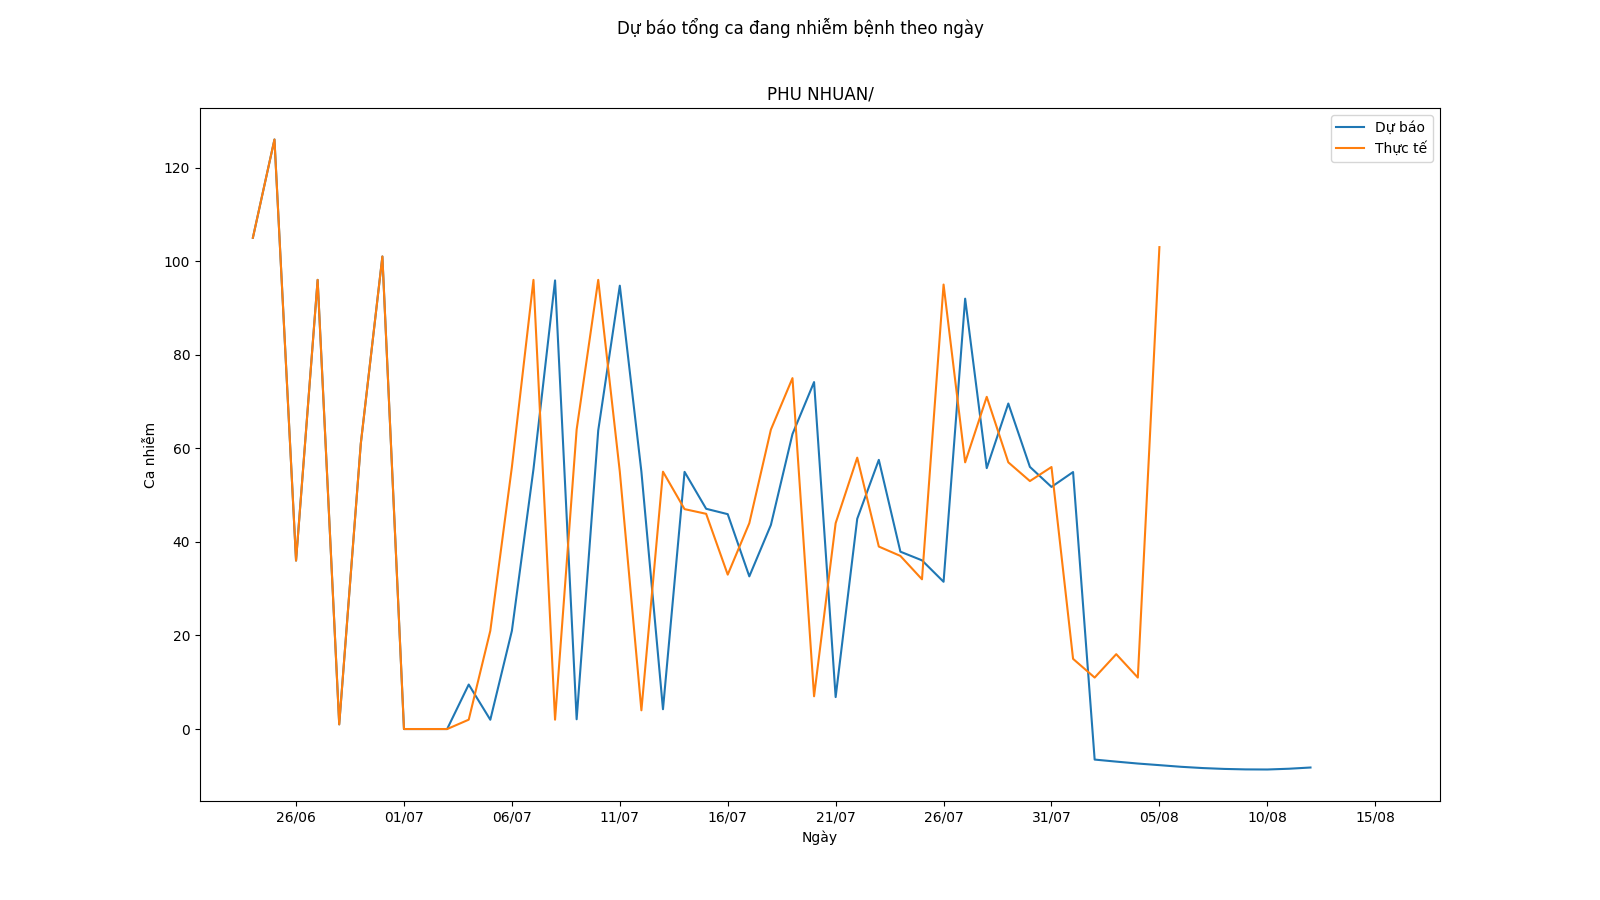 Dự báo tổng ca đang nhiễm bệnh theo ngày
PHU NHUAN/
Dự báo
Thực tế
120
100
80
60
40
20
0
Ca nhiễm
26/06 01/07 06/07 11/07 16/07 21/07 26/07 31/07 05/08 10/08 15/08
Ngày